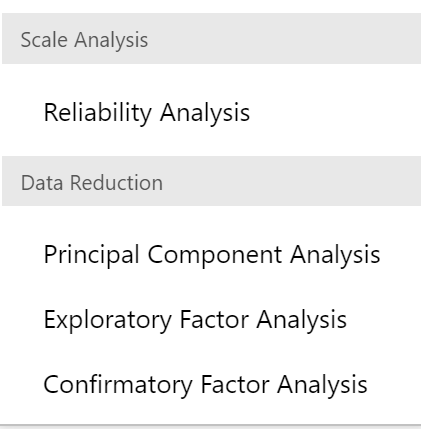 Scale Analysis
Reliability Analysis
Data Reduction
Principal Component Analysis
Exploratory Factor Analysis
Confirmatory Factor Analysis